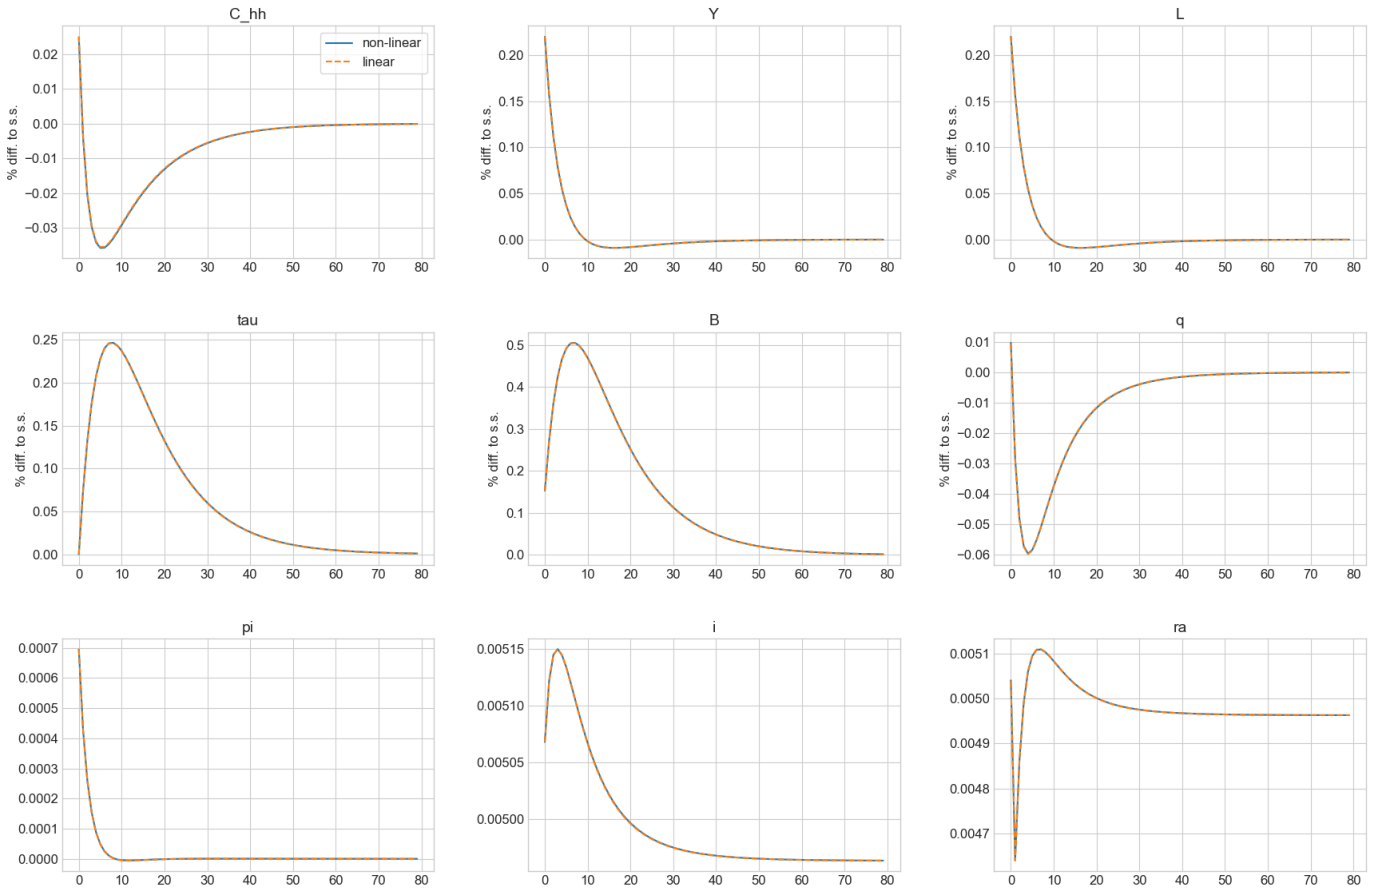 C_hh Y L
non-linear
linear
% diff. to s.s.
0.02
0.01
0.00
−0.01
−0.02
−0.03
0 10 20 30 40 50 60 70 80
% diff. to s.s.
0.20
0.15
0.10
0.05
0.00
0 10 20 30 40 50 60 70 80
% diff. to s.s.
0.20
0.15
0.10
0.05
0.00
0 10 20 30 40 50 60 70 80
tau B q
% diff. to s.s.
0.25
0.20
0.15
0.10
0.05
0.00
0 10 20 30 40 50 60 70 80
% diff. to s.s.
0.5
0.4
0.3
0.2
0.1
0.0
0 10 20 30 40 50 60 70 80
% diff. to s.s.
0.01
0.00
−0.01
−0.02
−0.03
−0.04
−0.05
−0.06
0 10 20 30 40 50 60 70 80
pi i ra
0.0007
0.0006
0.0005
0.0004
0.0003
0.0002
0.0001
0.0000
0 10 20 30 40 50 60 70 80
0.00515
0.00510
0.00505
0.00500
0 10 20 30 40 50 60 70 80
0.0051
0.0050
0.0049
0.0048
0.0047
0 10 20 30 40 50 60 70 80